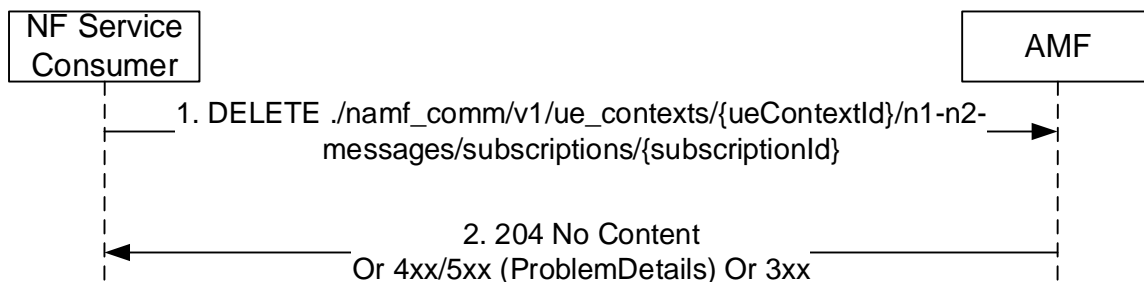 NF Service
Consumer
AMF
1. DELETE ./namf_comm/v1/ue_contexts/{ueContextId}/n1-n2-
messages/subscriptions/{subscriptionId}
2. 204 No Content
Or 4xx/5xx (ProblemDetails) Or 3xx